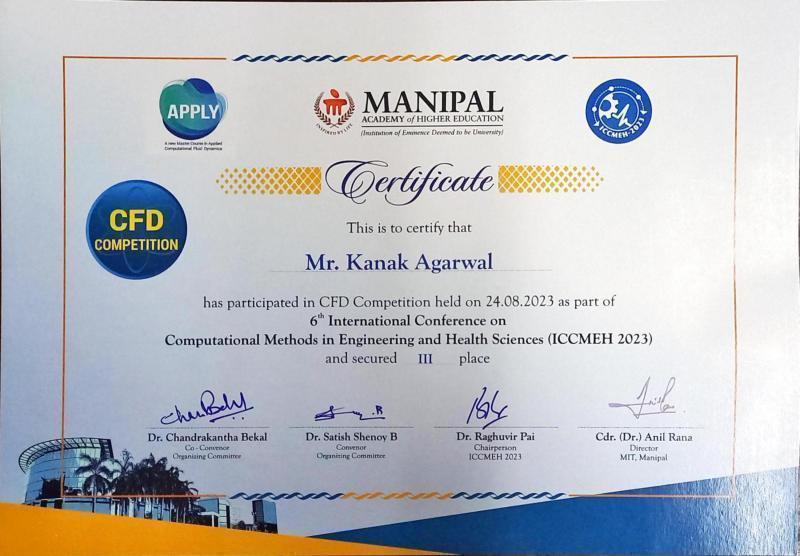 APPLY
A new Master Course in Applied
Computational Fluid Dynamics
INSPIRED BY LIFE
MANIPAL
ACADEMY of HIGHER EDUCATION
(Institution of Eminence Deemed to be University)
ICCMEH-2023
Certificate
CFD
COMPETITION
This is to certify that
Mr. Kanak Agarwal
has participated in CFD Competition held on 24.08.2023 as part of
6th International Conference on
Computational Methods in Engineering and Health Sciences (ICCMEH 2023)
and secured III place
Dr. Chandrakantha Bekal
Co - Convenor
Organizing Committee
Dr. Satish Shenoy B
Convenor
Organizing Committee
Dr. Raghuvir Pai
Chairperson
ICCMEH 2023
Cdr. (Dr.) Anil Rana
Director
MIT, Manipal